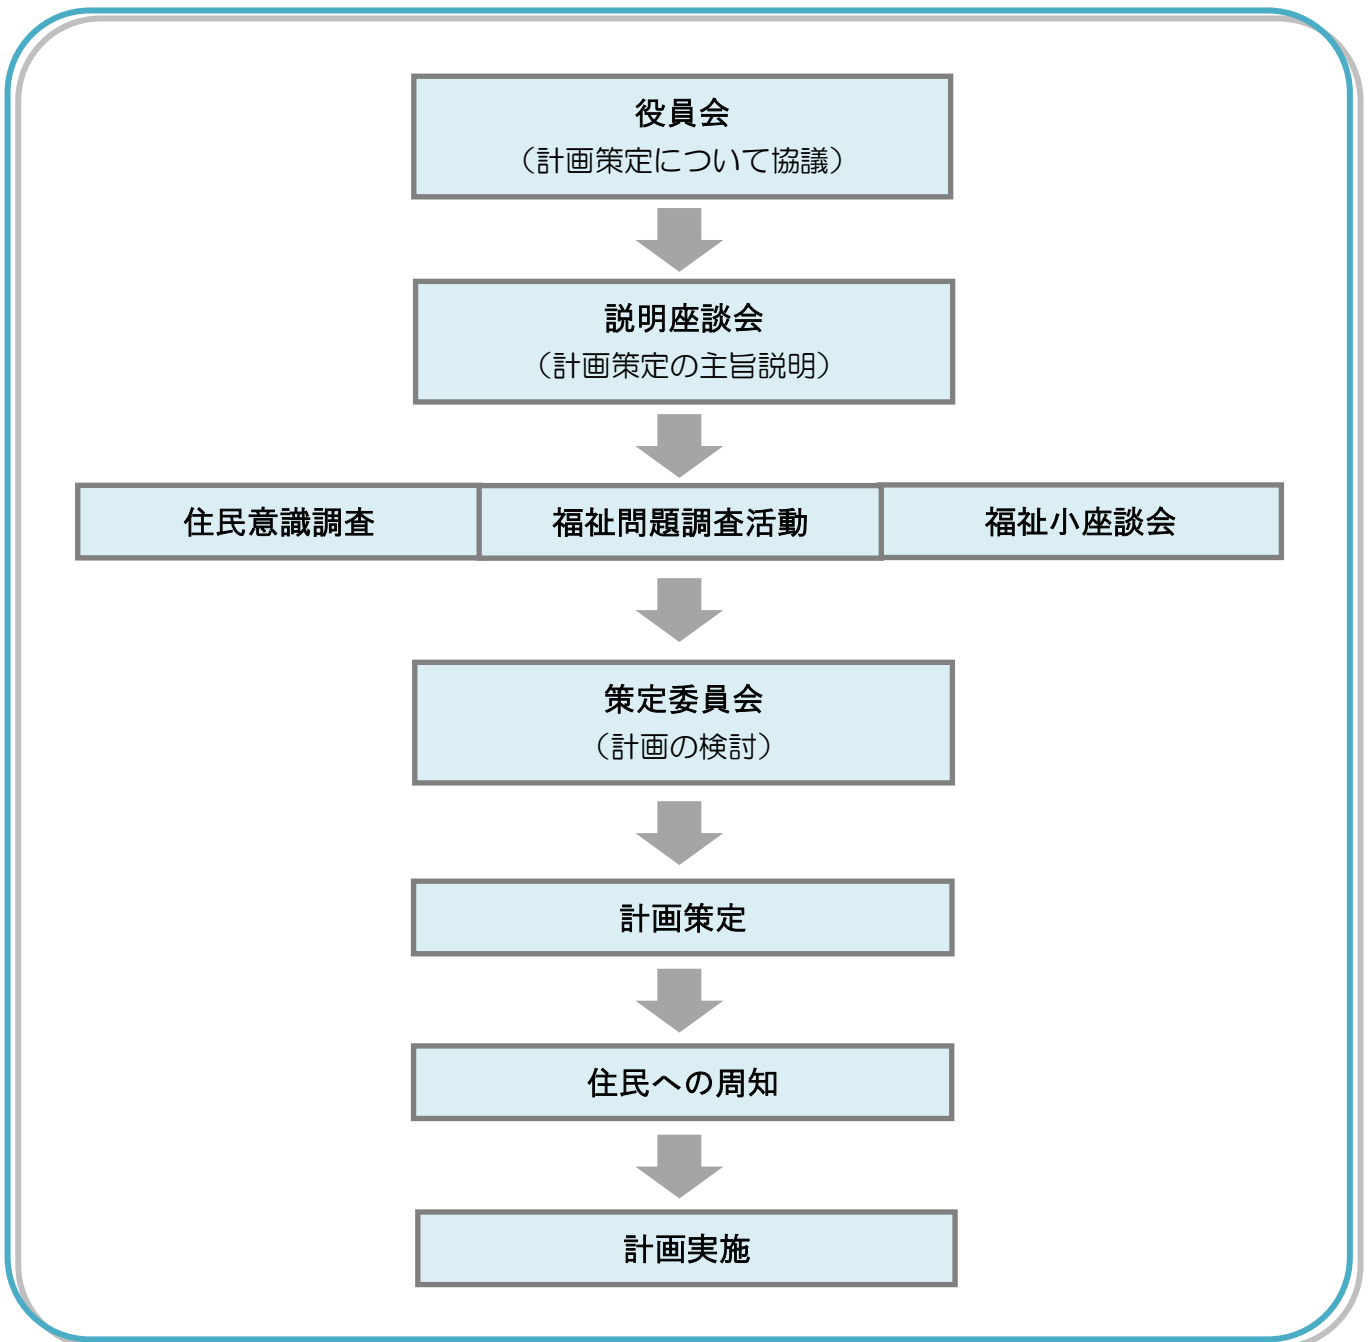 役員会
（計画策定について協議）
説明座談会
（計画策定の主旨説明）
住民意識調査
福祉問題調査活動
福祉小座談会
策定委員会
（計画の検討）
計画策定
住民への周知
計画実施